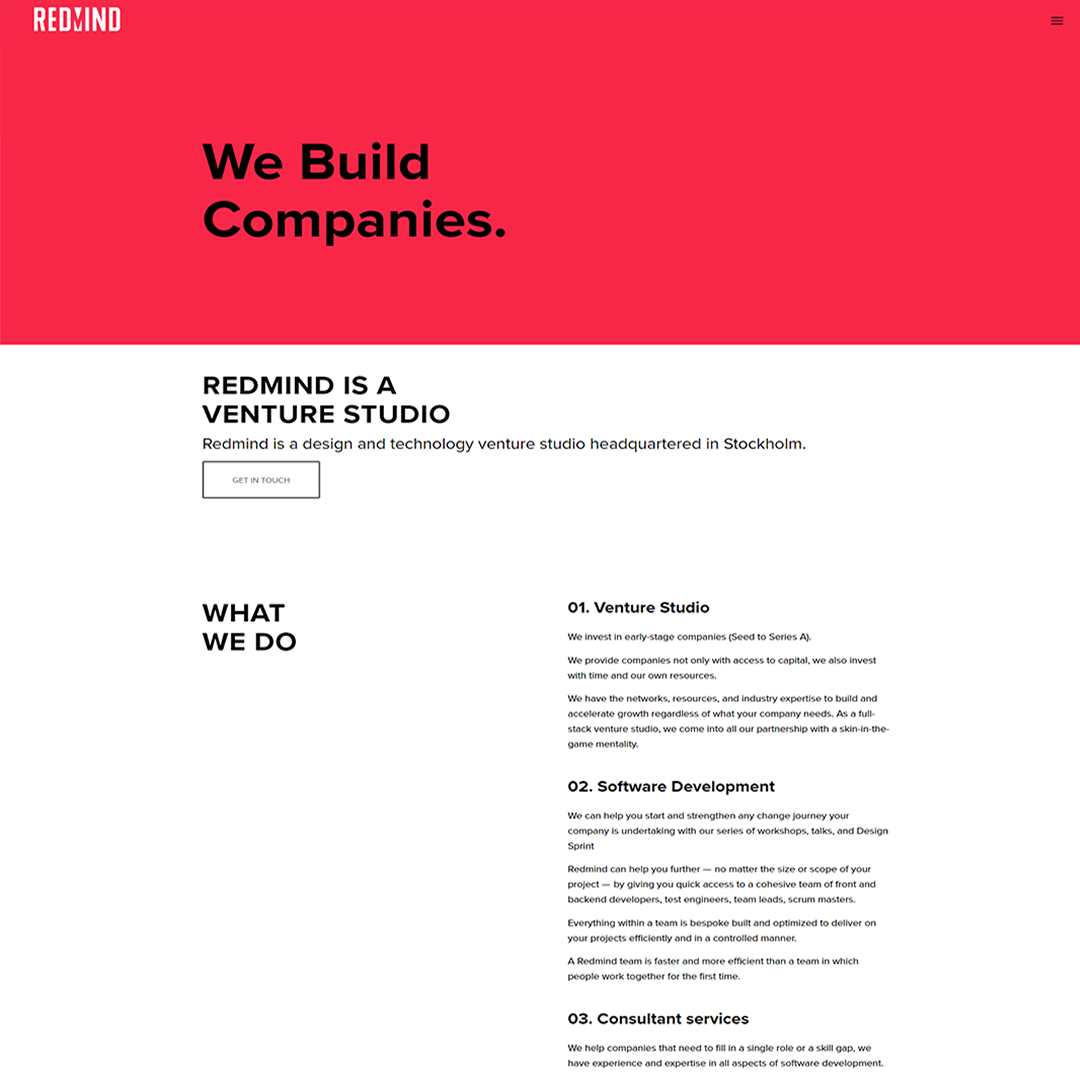 REDMIND
We Build
Companies.
REDMIND IS A
VENTURE STUDIO
Redmind is a design and technology venture studio headquartered in Stockholm.
GET IN TOUCH
WHAT
WE DO
01. Venture Studio
We invest in early-stage companies (Seed to Series A).
We provide companies not only with access to capital, we also invest
with time and our own resources.
We have the networks, resources, and industry expertise to build and
accelerate growth regardless of what your company needs. As a full-
stack venture studio, we come into all our partnership with a skin-in-the-
game mentality.
02. Software Development
We can help you start and strengthen any change journey your
company is undertaking with our series of workshops, talks, and Design
Sprint
Redmind can help you further — no matter the size or scope of your
project — by giving you quick access to a cohesive team of front and
backend developers, test engineers, team leads, scrum masters.
Everything within a team is bespoke built and optimized to deliver on
your projects efficiently and in a controlled manner.
A Redmind team is faster and more efficient than a team in which
people work together for the first time.
03. Consultant services
We help companies that need to fill in a single role or a skill gap, we
have experience and expertise in all aspects of software development.